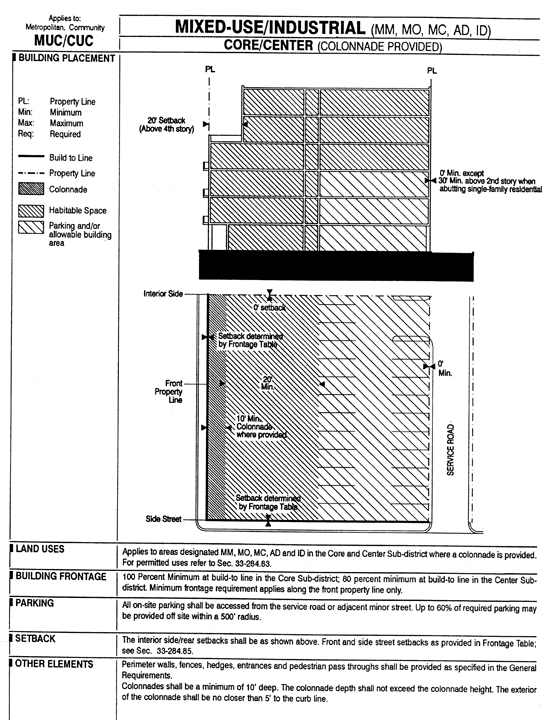 Applies to:
Metropolitan, Community
MUC/CUC
MIXED-USE/INDUSTRIAL (MM, MO, MC, AD, ID)
CORE/CENTER (COLONNADE PROVIDED)
BUILDING PLACEMENT
PL: Property Line
Min: Minimum
Max: Maximum
Req: Required
Build to Line
Property Line
Colonnade
Habitable Space
Parking and/or
allowable building
area
PL
PL
20' Setback
(Above 4th story)
0' Min. except
30' Min. above 2nd story when
abutting single-family residential
Interior Side
0' setback
Setback determined
by Frontage Table
0'
Min.
Front
Property
Line
20'
Min.
10' Min.
Colonnade
where provided
SERVICE ROAD
Setback determined
by Frontage Table
Side Street
LAND USES
Applies to areas designated MM, MO, MC, AD and ID in the Core and Center Sub-district where a colonnade is provided.
For permitted uses refer to Sec. 33-284.83.
BUILDING FRONTAGE
100 Percent Minimum at build-to line in the Core Sub-district; 80 percent minimum at build-to line in the Center Sub-
district. Minimum frontage requirement applies along the front property line only.
PARKING
All on-site parking shall be accessed from the service road or adjacent minor street. Up to 60% of required parking may
be provided off site within a 500' radius.
SETBACK
The interior side/rear setbacks shall be as shown above. Front and side street setbacks as provided in Frontage Table;
see Sec. 33-284.85.
OTHER ELEMENTS
Perimeter walls, fences, hedges, entrances and pedestrian pass throughs shall be provided as specified in the General
Requirements.
Colonnades shall be a minimum of 10' deep. The colonnade depth shall not exceed the colonnade height. The exterior
of the colonnade shall be no closer than 5' to the curb line.